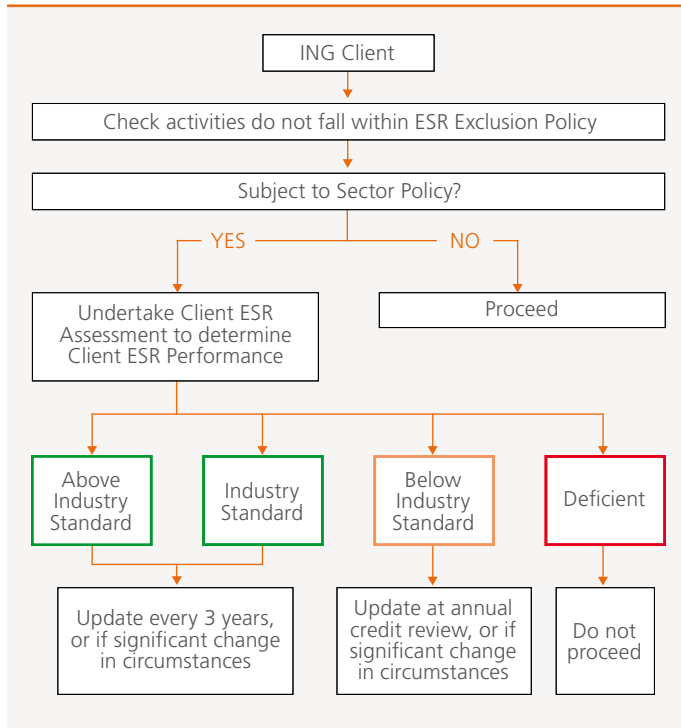 ING Client
Check activities do not fall within ESR Exclusion Policy
Subject to Sector Policy?
YES
NO
Undertake Client ESR
Assessment to determine
Client ESR Performance
Proceed
Above
Industry
Standard
Industry
Standard
Below
Industry
Standard
Deficient
Update every 3 years,
or if significant change
in circumstances
Update at annual
credit review, or if
significant change
in circumstances
Do not
proceed